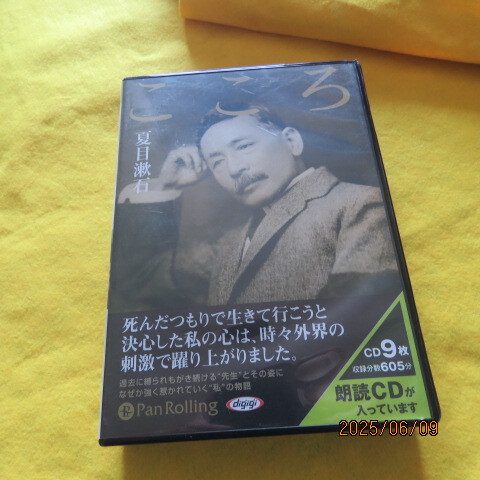 こころ
夏目漱石
死んだつもりで生きて行こうと
決心した私の心は、時々外界の
刺激で躍り上がりました。
過去に縛られもがき続ける"先生"とその姿に
なぜか強く惹かれていく"私"の物語
PanRolling
digigi
CD9枚
収録分数605分
朗読CDが
入っています
2025/06/09